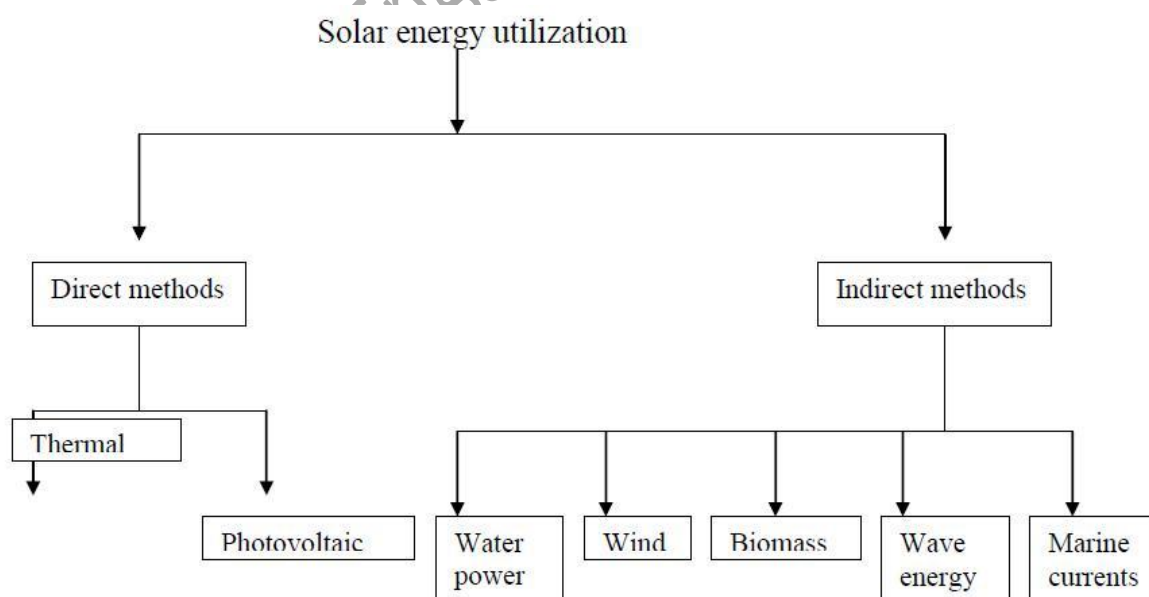 Solar energy utilization
Direct methods
Indirect methods
Thermal
Photovoltaic
Water
power
Wind
Biomass
Wave
energy
Marine
currents